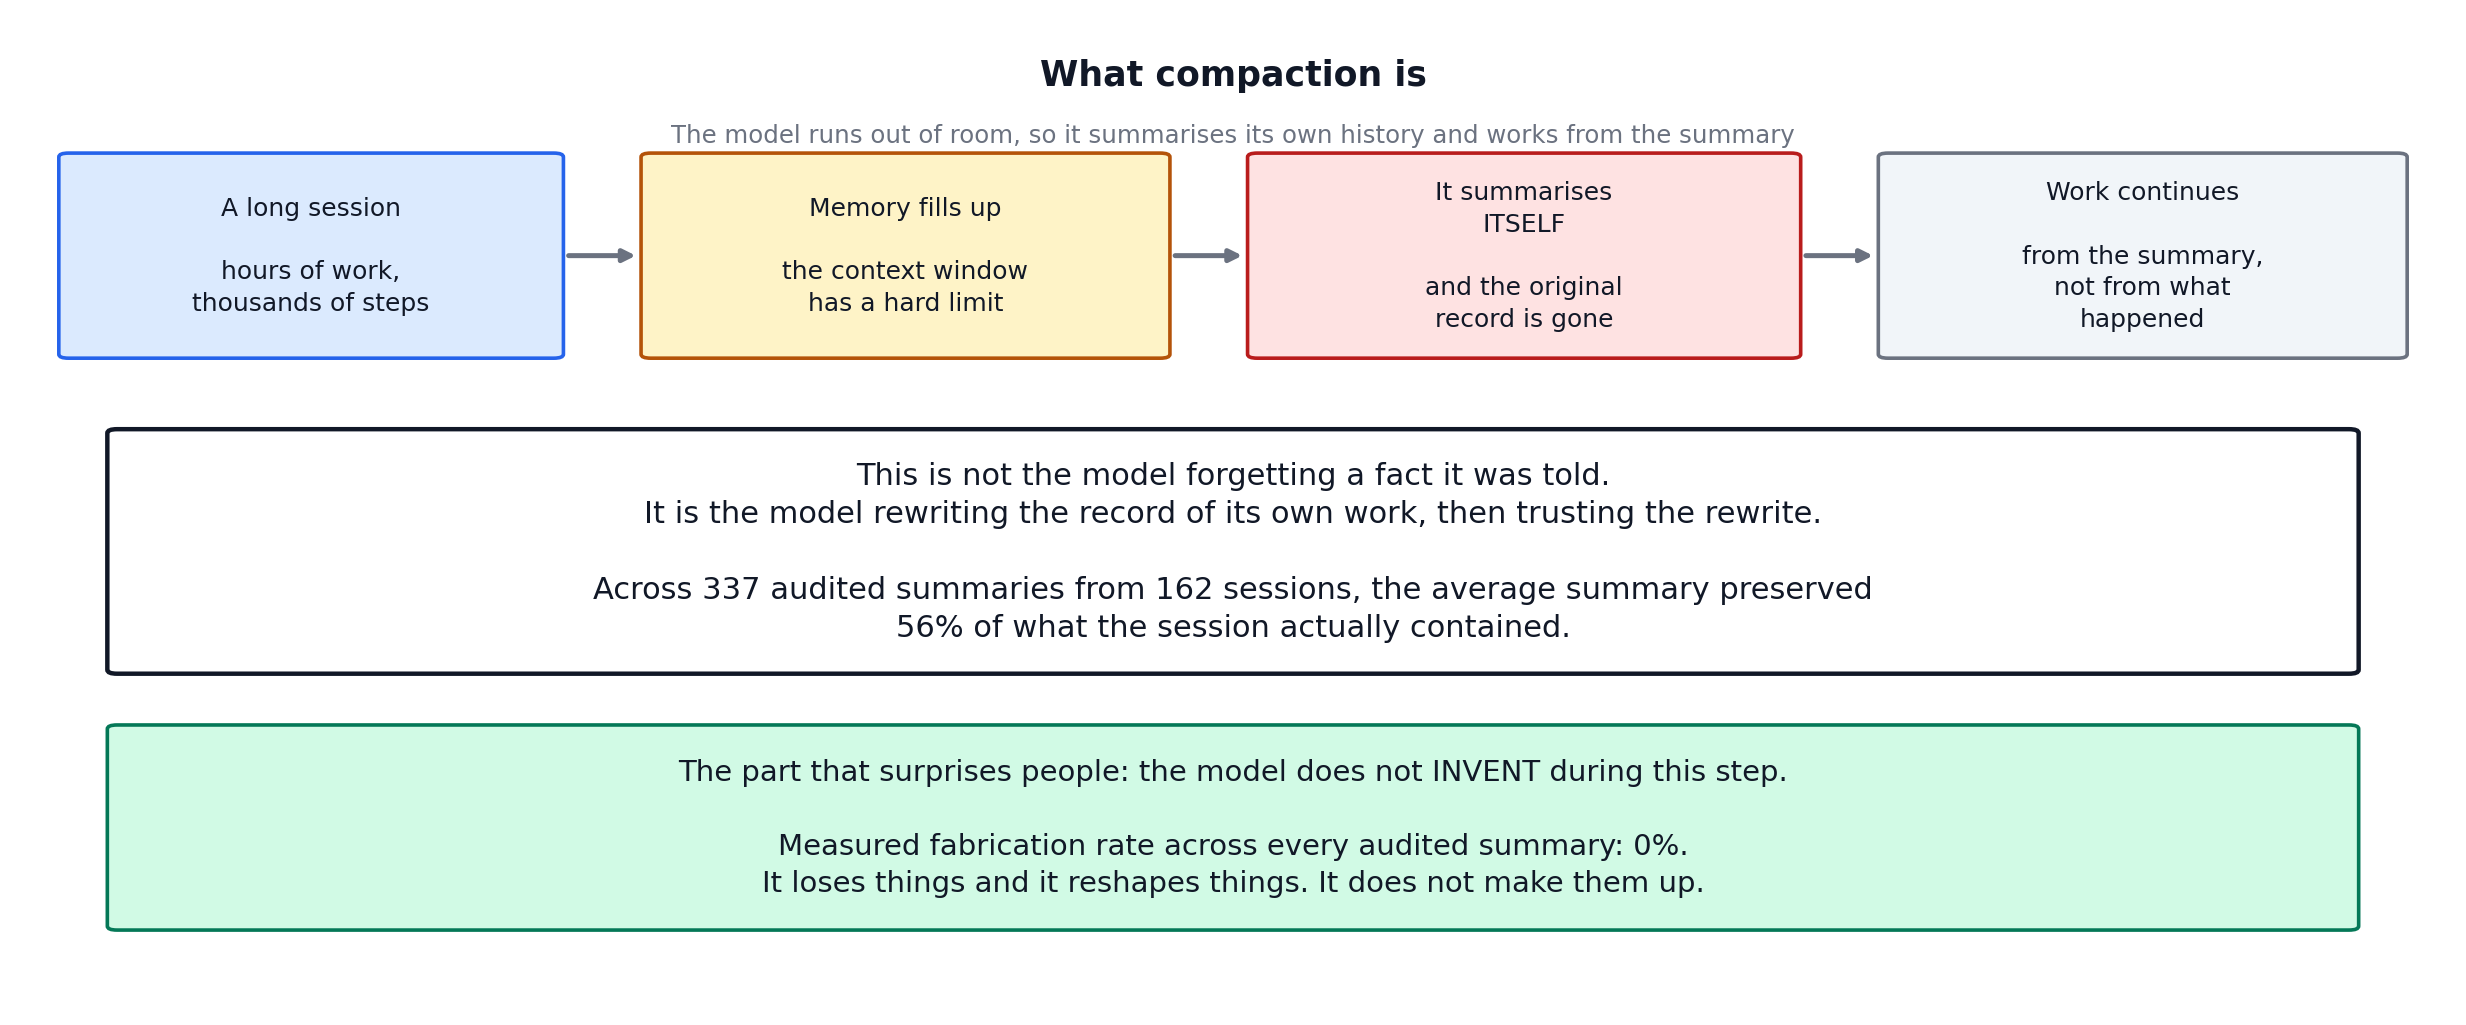 What compaction is
The model runs out of room, so it summarises its own history and works from the summary
A long session
hours of work,
thousands of steps
Memory fills up
the context window
has a hard limit
It summarises
ITSELF
and the original
record is gone
Work continues
from the summary,
not from what
happened
This is not the model forgetting a fact it was told.
It is the model rewriting the record of its own work, then trusting the rewrite.
Across 337 audited summaries from 162 sessions, the average summary preserved
56% of what the session actually contained.
The part that surprises people: the model does not INVENT during this step.
Measured fabrication rate across every audited summary: 0%.
It loses things and it reshapes things. It does not make them up.